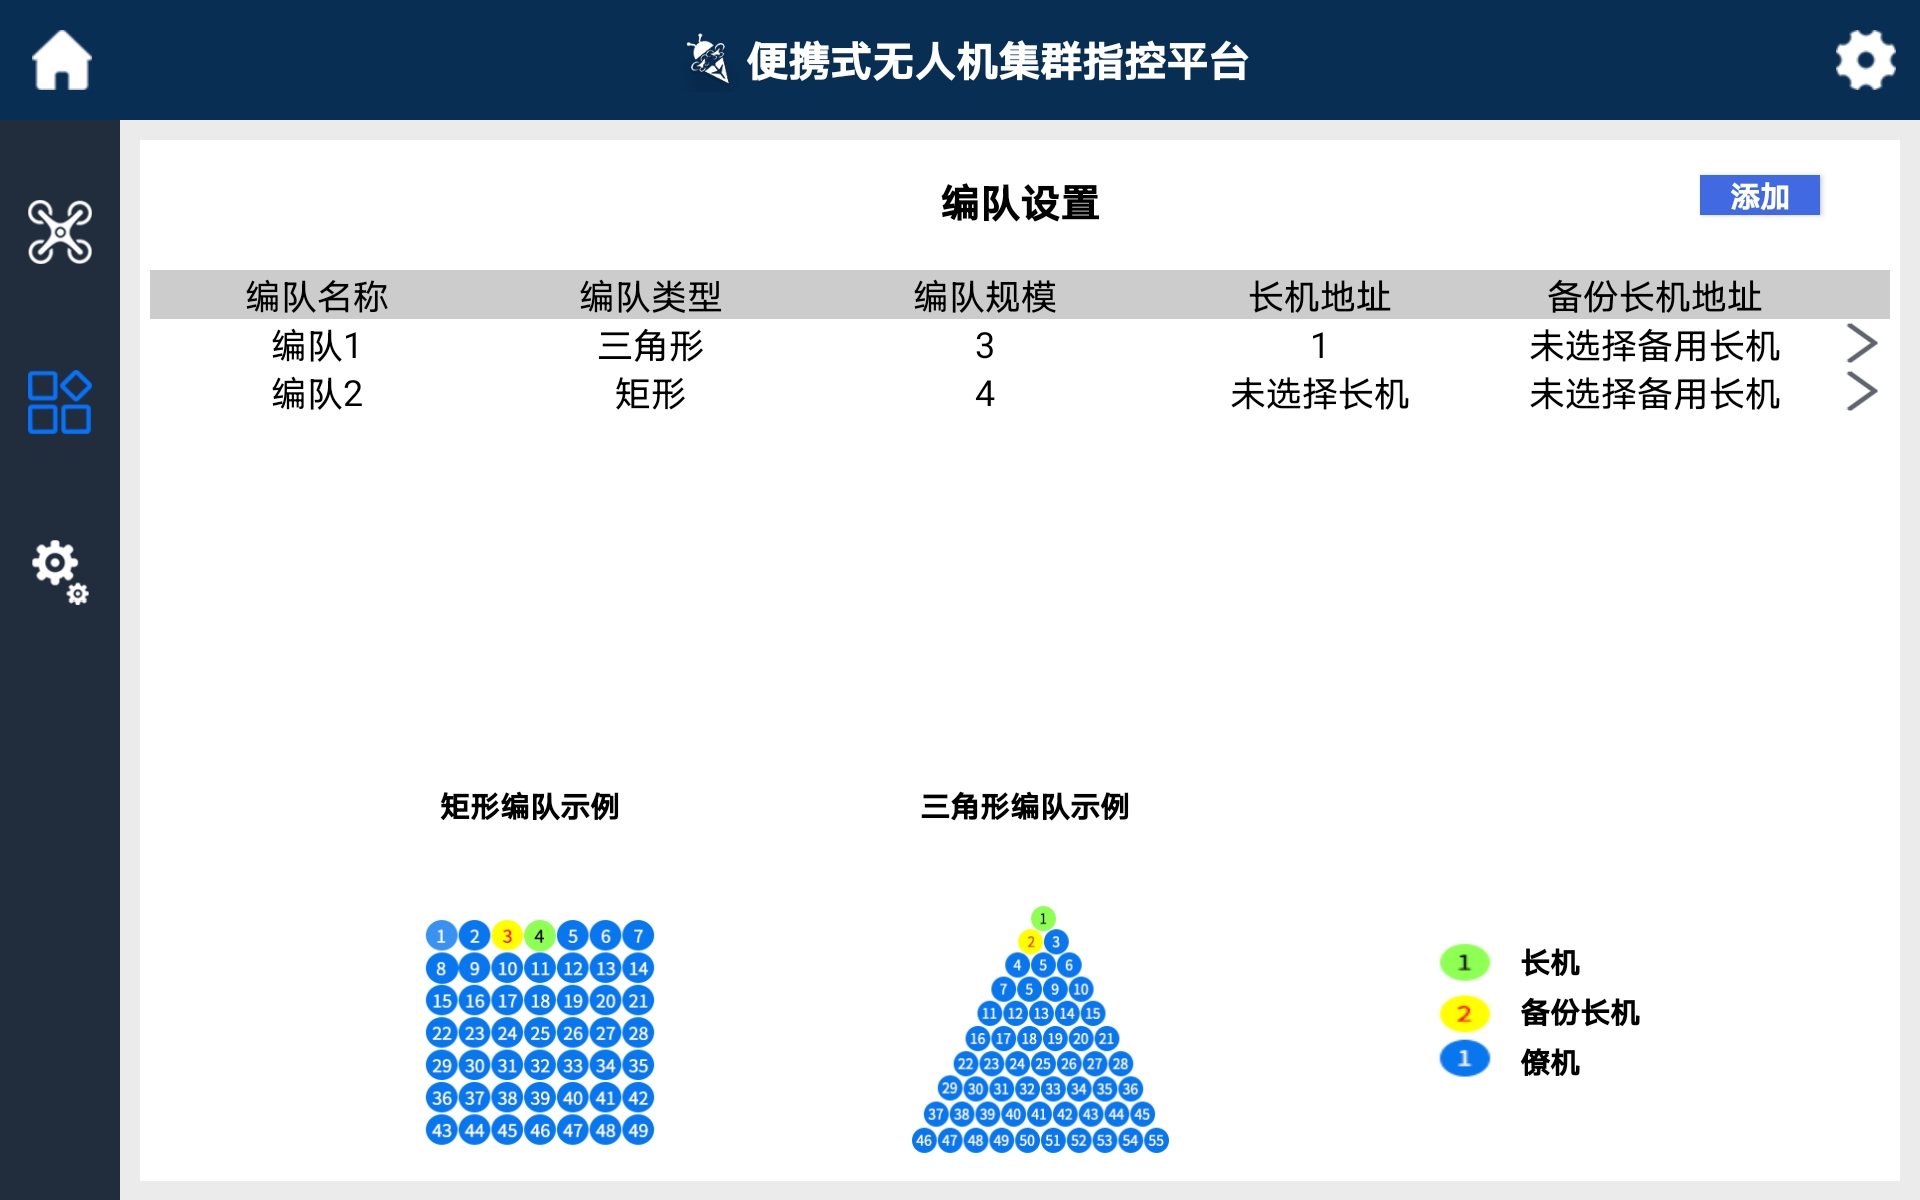 便携式无人机集群指控平台
编队设置
添加
编队名称 编队类型 编队规模 长机地址 备份长机地址
编队1 三角形 3 1 未选择备用长机
编队2 矩形 4 未选择长机 未选择备用长机
矩形编队示例 三角形编队示例
1 2 3 4 5 6 7
8 9 10 11 12 13 14
15 16 17 18 19 20 21
22 23 24 25 26 27 28
29 30 31 32 33 34 35
36 37 38 39 40 41 42
43 44 45 46 47 48 49
1
2 3
4 5 6
7 5 9 10
11 12 13 14 15
16 17 18 19 20 21
22 23 24 25 26 27 28
29 30 31 32 33 34 35 36
37 38 39 40 41 42 43 44 45
46 47 48 49 50 51 52 53 54 55
1 长机
2 备份长机
1 僚机